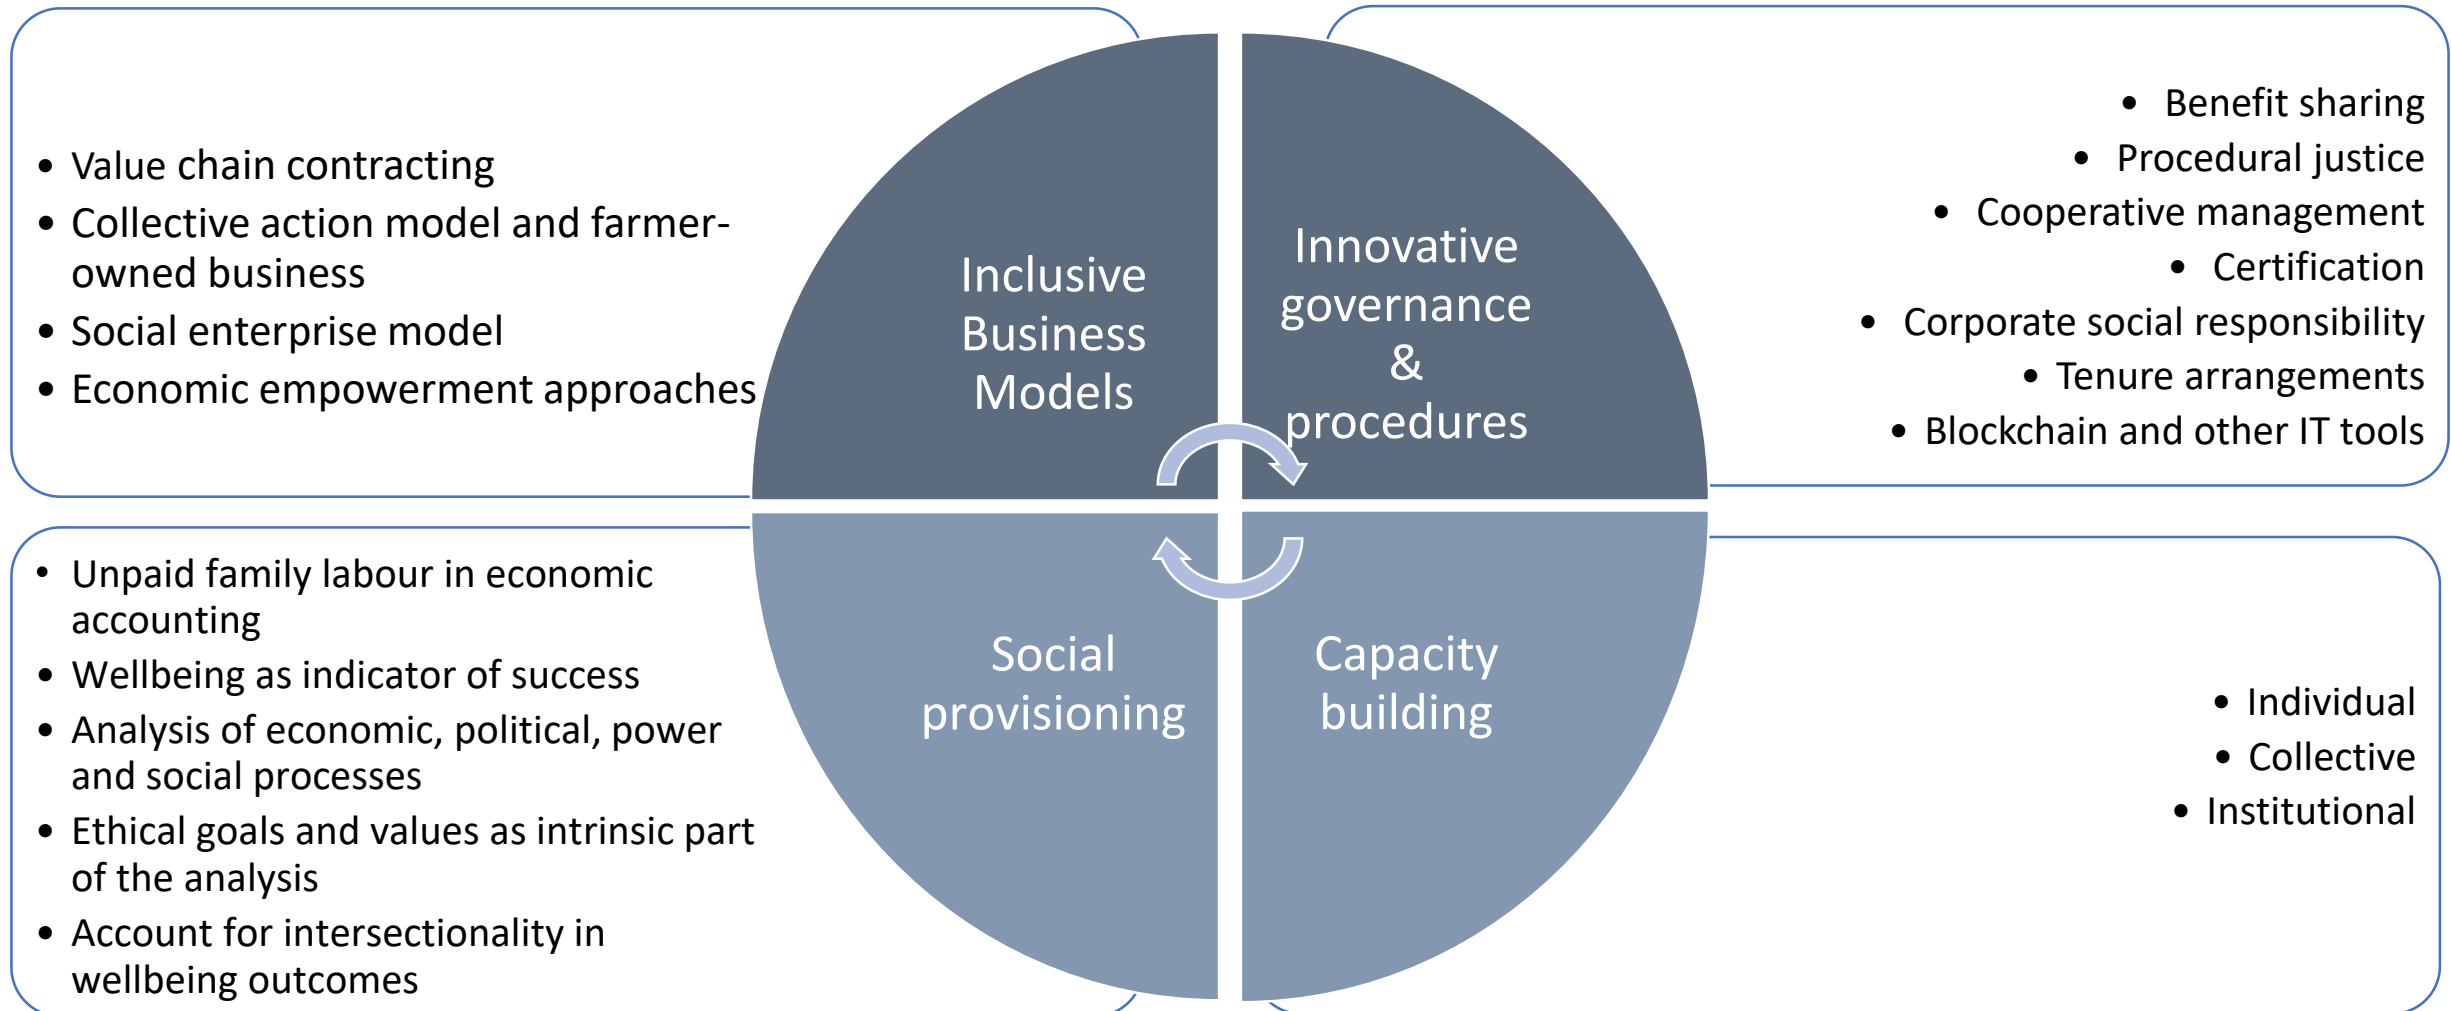 • Value chain contracting
• Collective action model and farmer-
owned business
• Social enterprise model
• Economic empowerment approaches
Inclusive
Business
Models
Innovative
governance
&
procedures
• Benefit sharing
• Procedural justice
• Cooperative management
• Certification
• Corporate social responsibility
• Tenure arrangements
• Blockchain and other IT tools
• Unpaid family labour in economic
accounting
• Wellbeing as indicator of success
• Analysis of economic, political, power
and social processes
• Ethical goals and values as intrinsic part
of the analysis
• Account for intersectionality in
wellbeing outcomes
Social
provisioning
Capacity
building
• Individual
• Collective
• Institutional